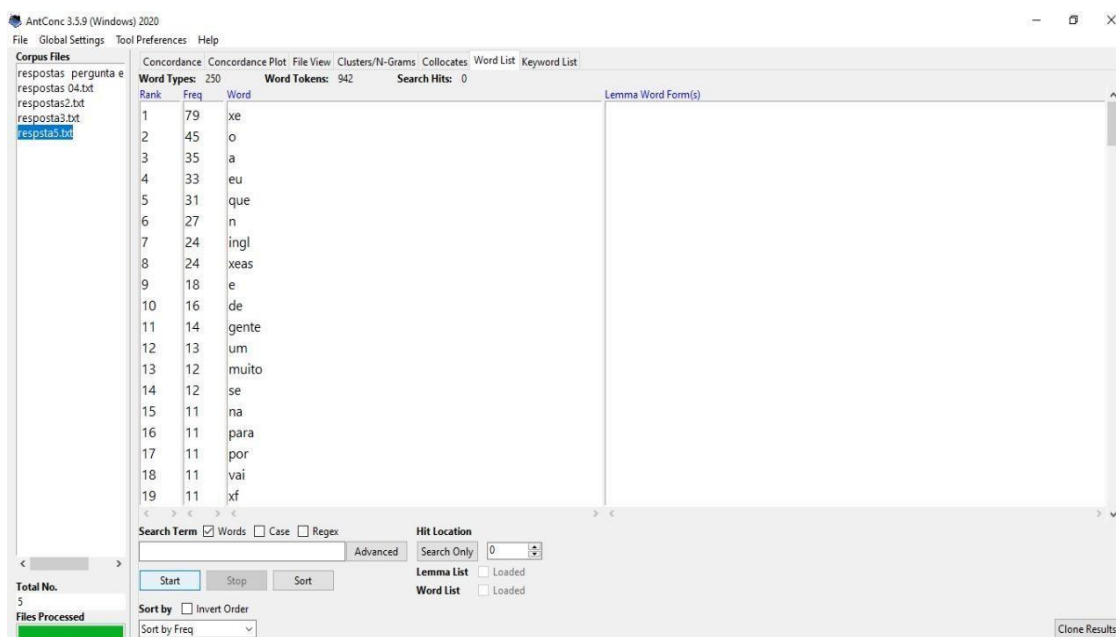 AntConc 3.5.9 (Windows) 2020
File Global Settings Tool Preferences Help
Corpus Files
respostas pergunta e
respostas 04.txt
respostas2.txt
resposta3.txt
respsta5.txt
Concordance Concordance Plot File View Clusters/N-Grams Collocates Word List Keyword List
Word Types: 250 Word Tokens: 942 Search Hits: 0
Rank Freq Word Lemma Word Form(s)
1 79 xe
2 45 o
3 35 a
4 33 eu
5 31 que
6 27 n
7 24 ingl
8 24 xeas
9 18 e
10 16 de
11 14 gente
12 13 um
13 12 muito
14 12 se
15 11 na
16 11 para
17 11 por
18 11 vai
19 11 xf
Search Term Words Case Regex Hit Location
Advanced Search Only 0
Start Stop Sort Lemma List Loaded
Word List Loaded
Sort by Invert Order
Sort by Freq
Total No.
5
Files Processed
Clone Results